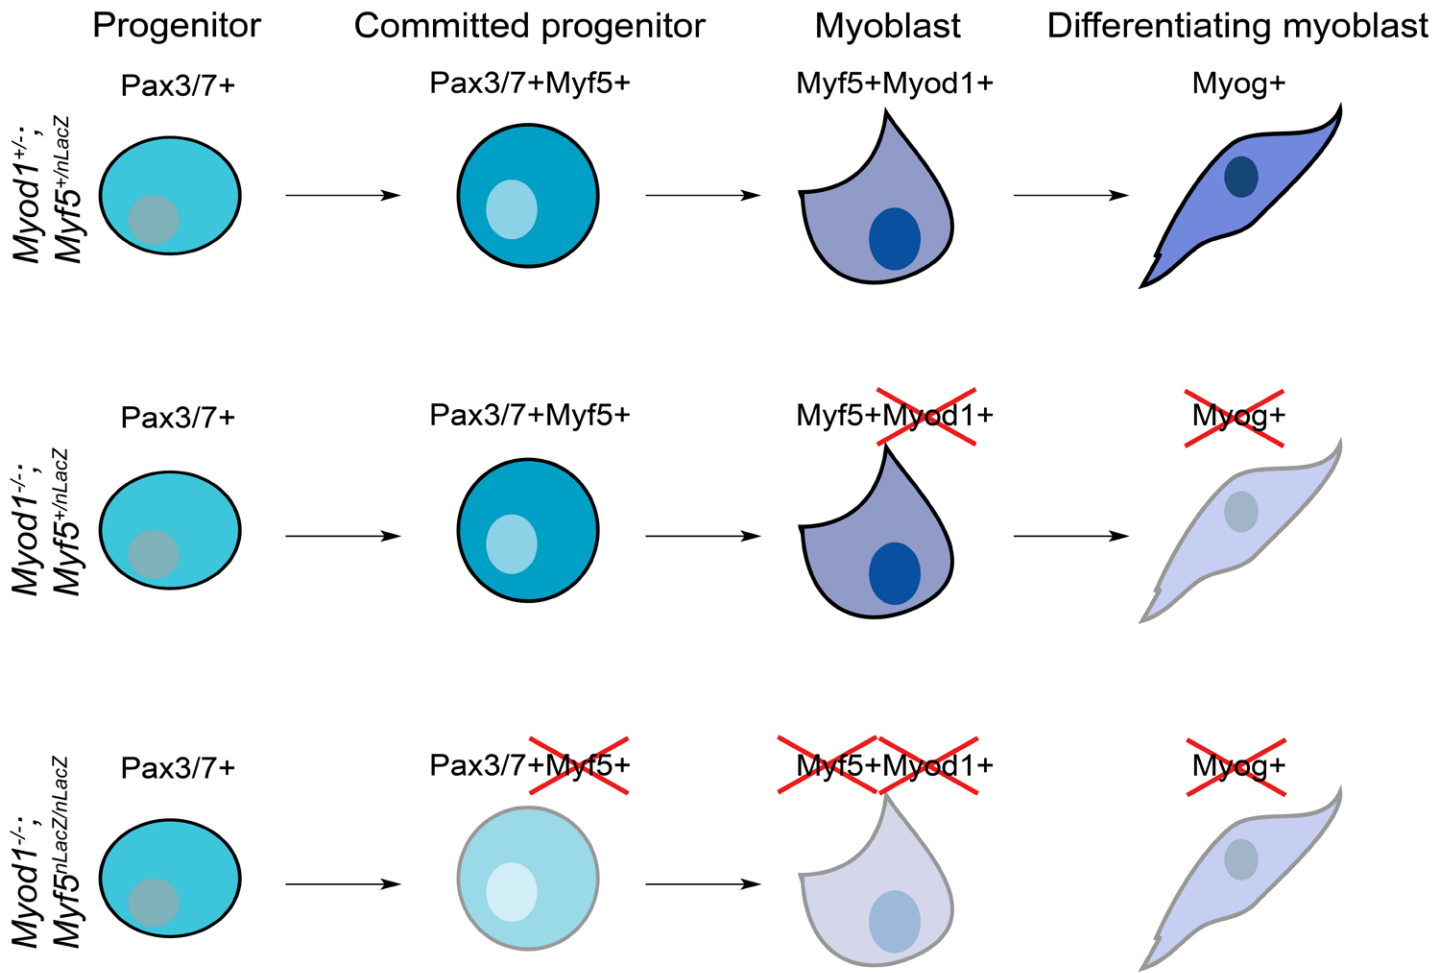 Progenitor Committed progenitor Myoblast Differentiating myoblast
Pax3/7+ Pax3/7+Myf5+ Myf5+Myod1+ Myog+
Myod1+/-;
Myf5+/nLacZ
Pax3/7+ Pax3/7+Myf5+ Myf5+Myod1+ Myog+
Myod1-/-;
Myf5+/nLacZ
Pax3/7+ Pax3/7+Myf5+ Myf5+Myod1+ Myog+
Myod1-/-;
Myf5nLacZ/nLacZ